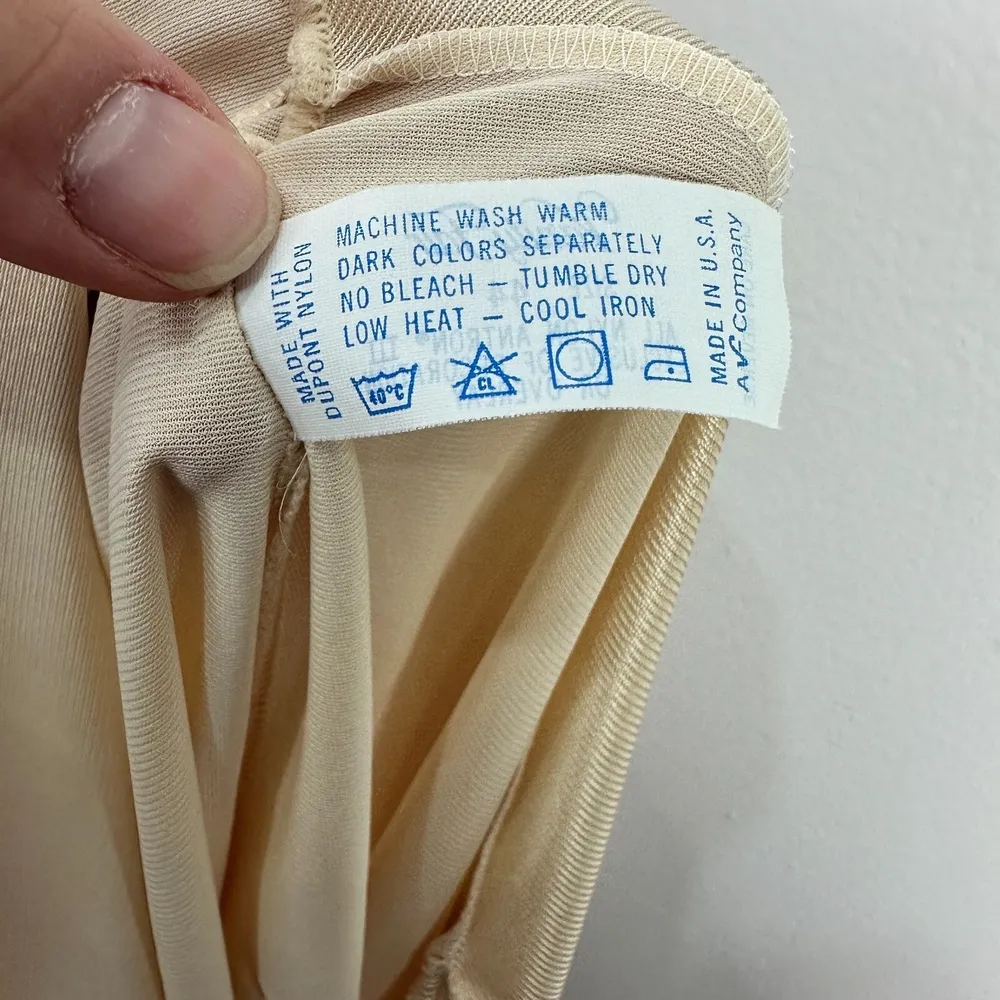 MADE WITH
DUPONT NYLON
MACHINE WASH WARM
DARK COLORS SEPARATELY
NO BLEACH — TUMBLE DRY
LOW HEAT — COOL IRON
40°C
CL
MADE IN U.S.A.
A VF Company